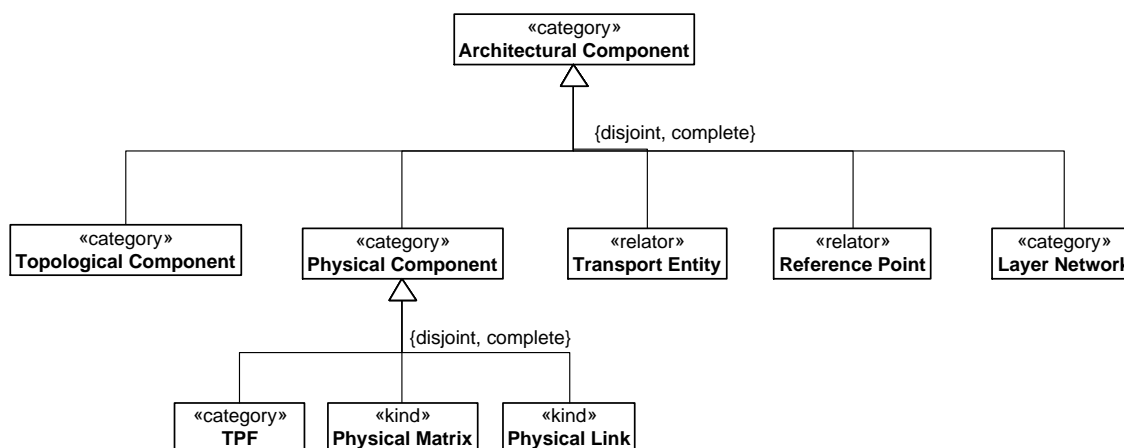 «category»
Architectural Component
{disjoint, complete}
«category»
Topological Component
«category»
Physical Component
«relator»
Transport Entity
«relator»
Reference Point
«category»
Layer Network
{disjoint, complete}
«category»
TPF
«kind»
Physical Matrix
«kind»
Physical Link